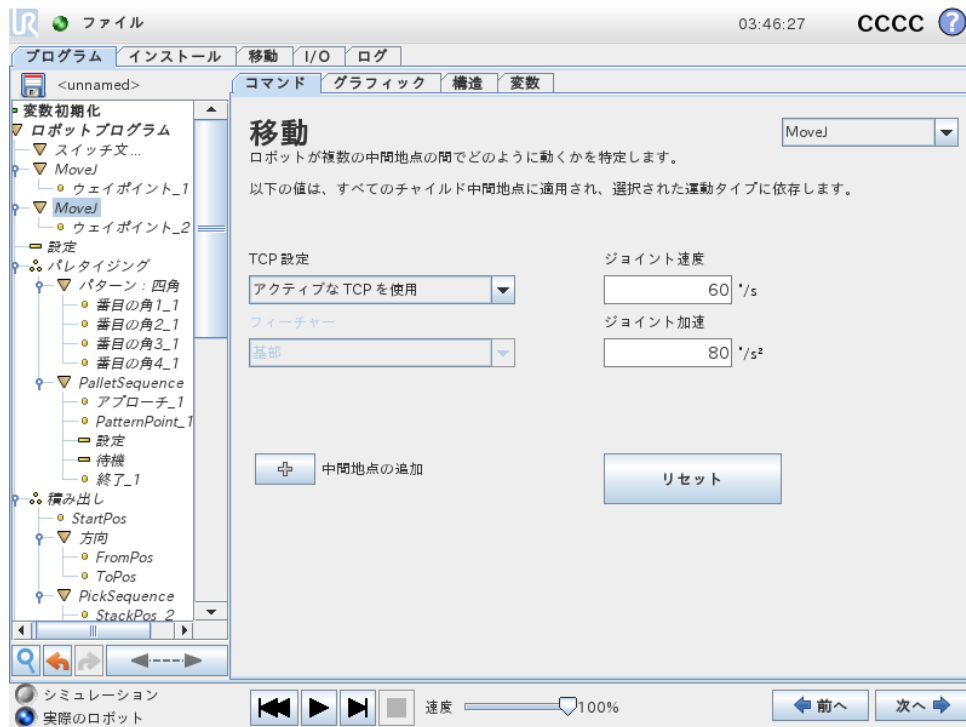 UR ファイル 03:46:27 CCCC ?
プログラム インストール 移動 I/O ログ
<unnamed>
コマンド グラフィック 構造 変数
変数初期化
ロボットプログラム
スイッチ文...
MoveJ
ウェイポイント_1
MoveJ
ウェイポイント_2
設定
パレタイジング
パターン：四角
番目の角1_1
番目の角2_1
番目の角3_1
番目の角4_1
PalletSequence
アプローチ_1
PatternPoint_1
設定
待機
終了_1
積み出し
StartPos
方向
FromPos
ToPos
PickSequence
StackPos_2
移動
MoveJ
ロボットが複数の中間地点の間でどのように動くかを特定します。
以下の値は、すべてのチャイルド中間地点に適用され、選択された運動タイプに依存します。
TCP 設定
アクティブな TCP を使用
フィーチャー
基部
ジョイント速度
60 °/s
ジョイント加速
80 °/s²
中間地点の追加
リセット
シミュレーション
実際のロボット
速度 100%
前へ 次へ